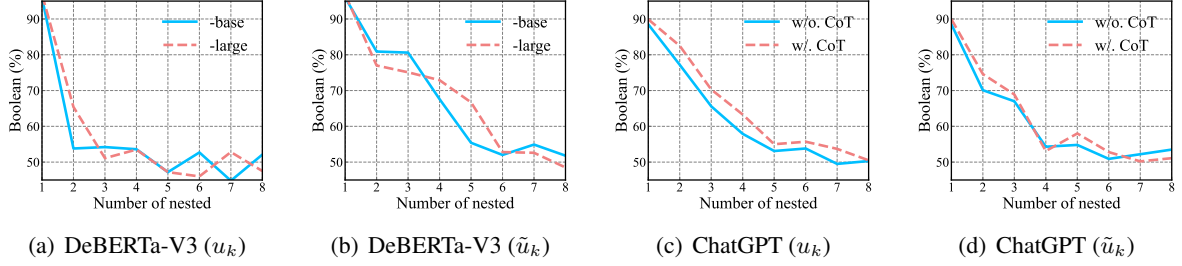 Boolean (%)
90
80
70
60
50
1 2 3 4 5 6 7 8
Number of nested
-base
-large
(a) DeBERTa-V3 (u_k)
Boolean (%)
90
80
70
60
50
1 2 3 4 5 6 7 8
Number of nested
-base
-large
(b) DeBERTa-V3 (ũ_k)
Boolean (%)
90
80
70
60
50
1 2 3 4 5 6 7 8
Number of nested
w/o. CoT
w/. CoT
(c) ChatGPT (u_k)
Boolean (%)
90
80
70
60
50
1 2 3 4 5 6 7 8
Number of nested
w/o. CoT
w/. CoT
(d) ChatGPT (ũ_k)